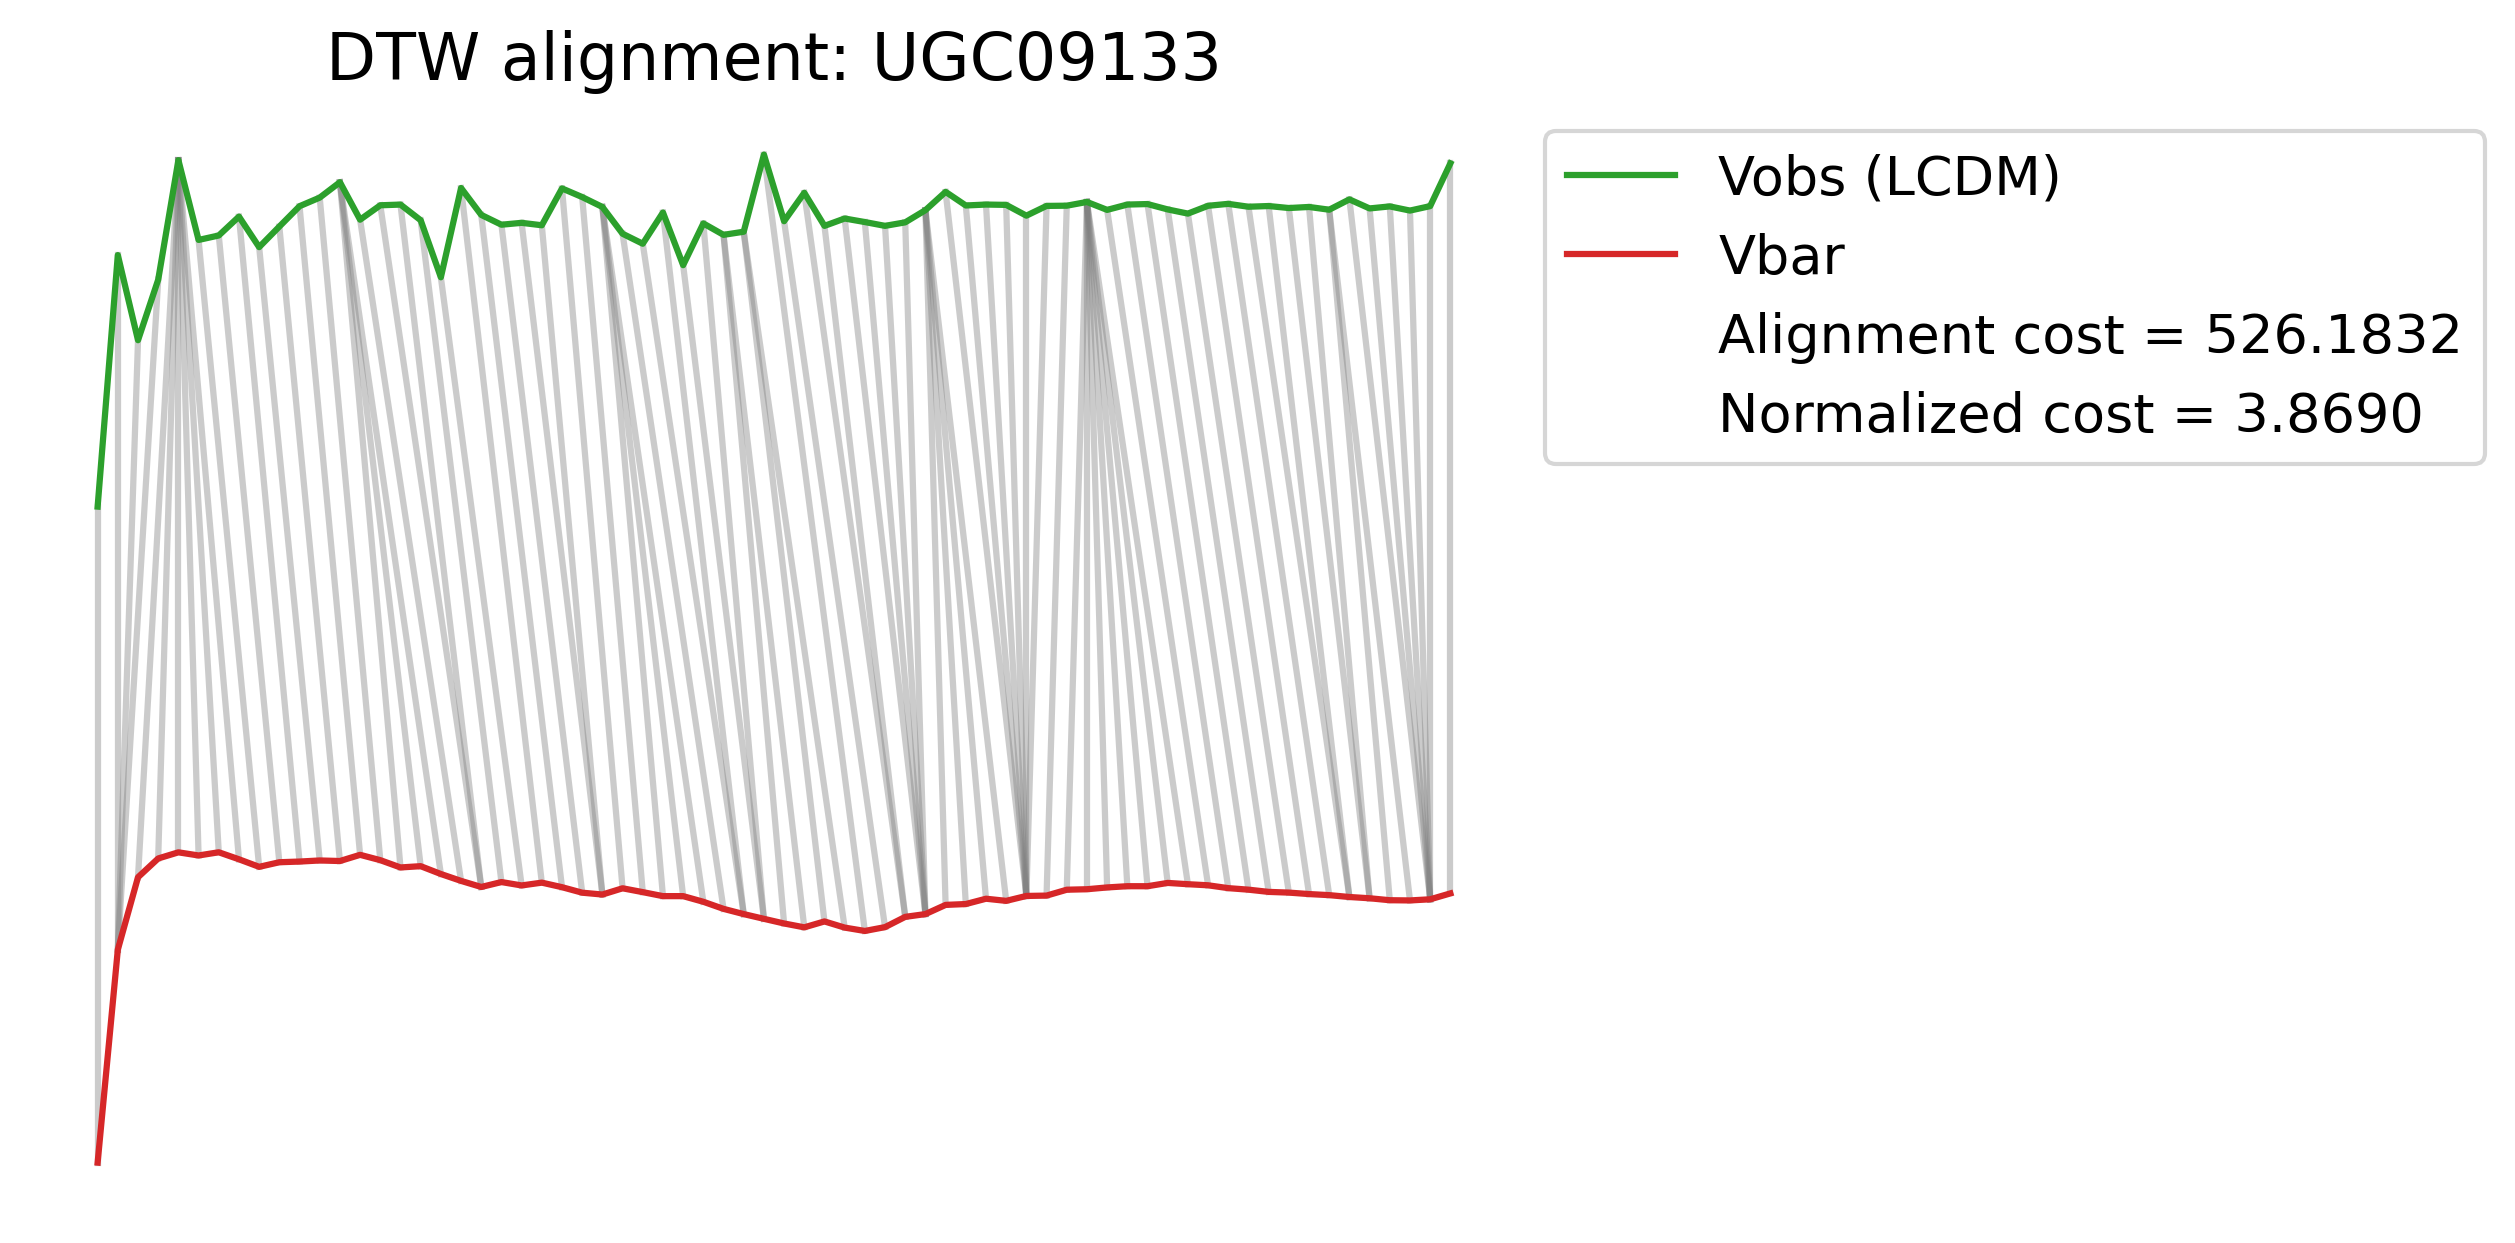 DTW alignment: UGC09133
Vobs (LCDM)
Vbar
Alignment cost = 526.1832
Normalized cost = 3.8690